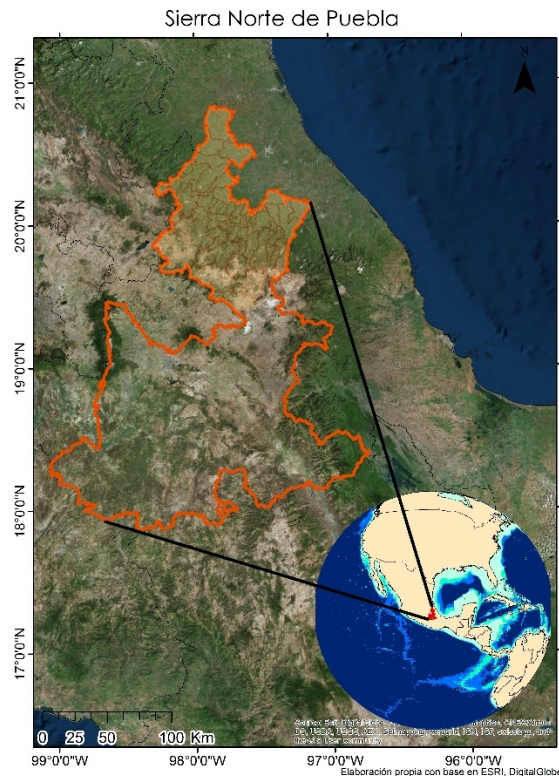 Sierra Norte de Puebla
N
21°0'0"N
20°0'0"N
19°0'0"N
18°0'0"N
17°0'0"N
0 25 50 100 Km
99°0'0"W 98°0'0"W 97°0'0"W 96°0'0"W
Elaboración propia con base en ESRI, DigitalGlobe